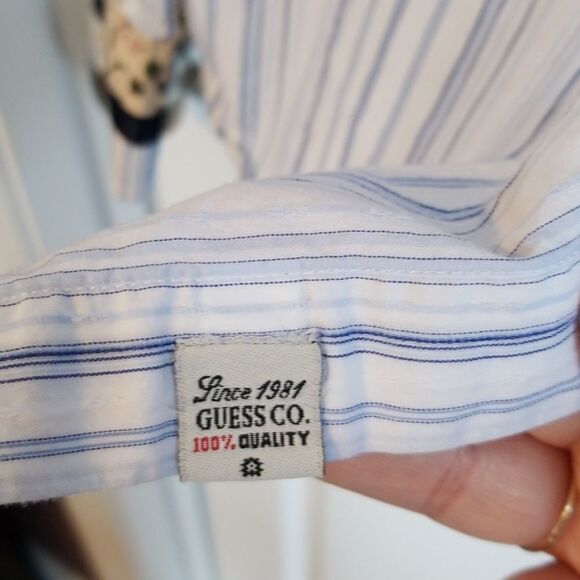 Since 1981
GUESS CO.
100% QUALITY